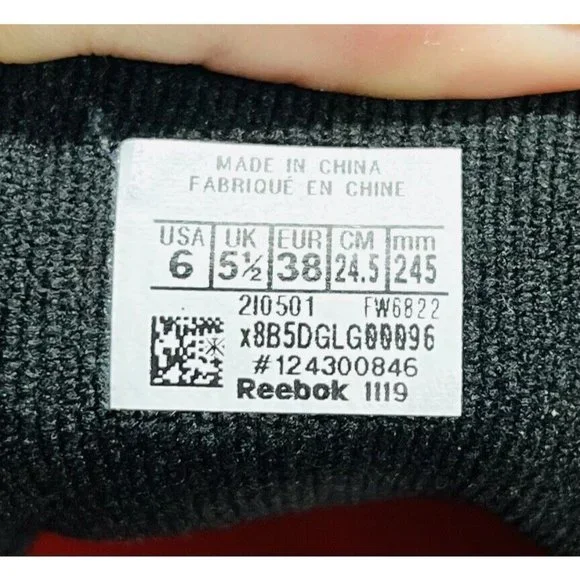 MADE IN CHINA
FABRIQUÉ EN CHINE
USA UK EUR CM mm
6 5½ 38 24.5 245
2I0501 FW6822
x8B5DGLG00096
#124300846
Reebok 1119